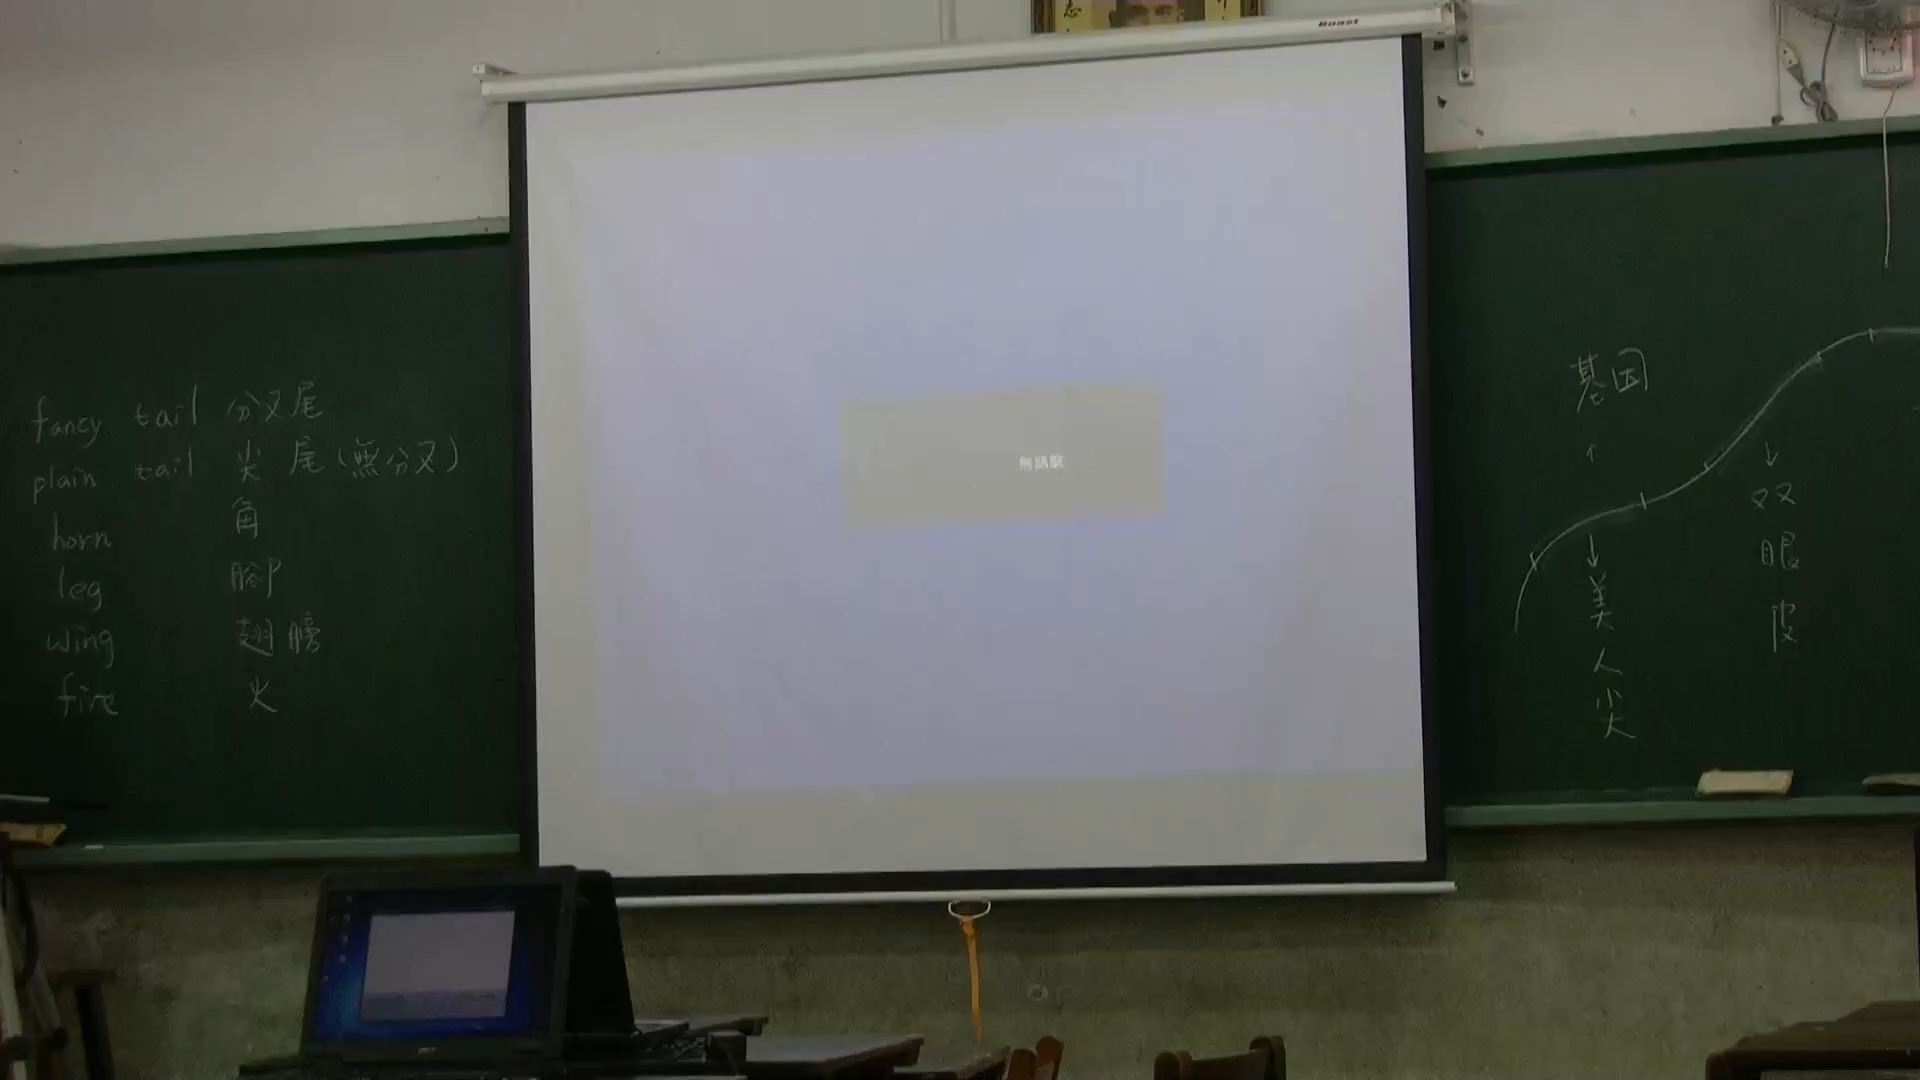 Boast
fancy tail 分叉尾
plain tail 尖尾(無分叉)
horn 角
leg 腳
wing 翅膀
fire 火
無訊號
基因
↑
↓
美人尖
↓
双眼皮